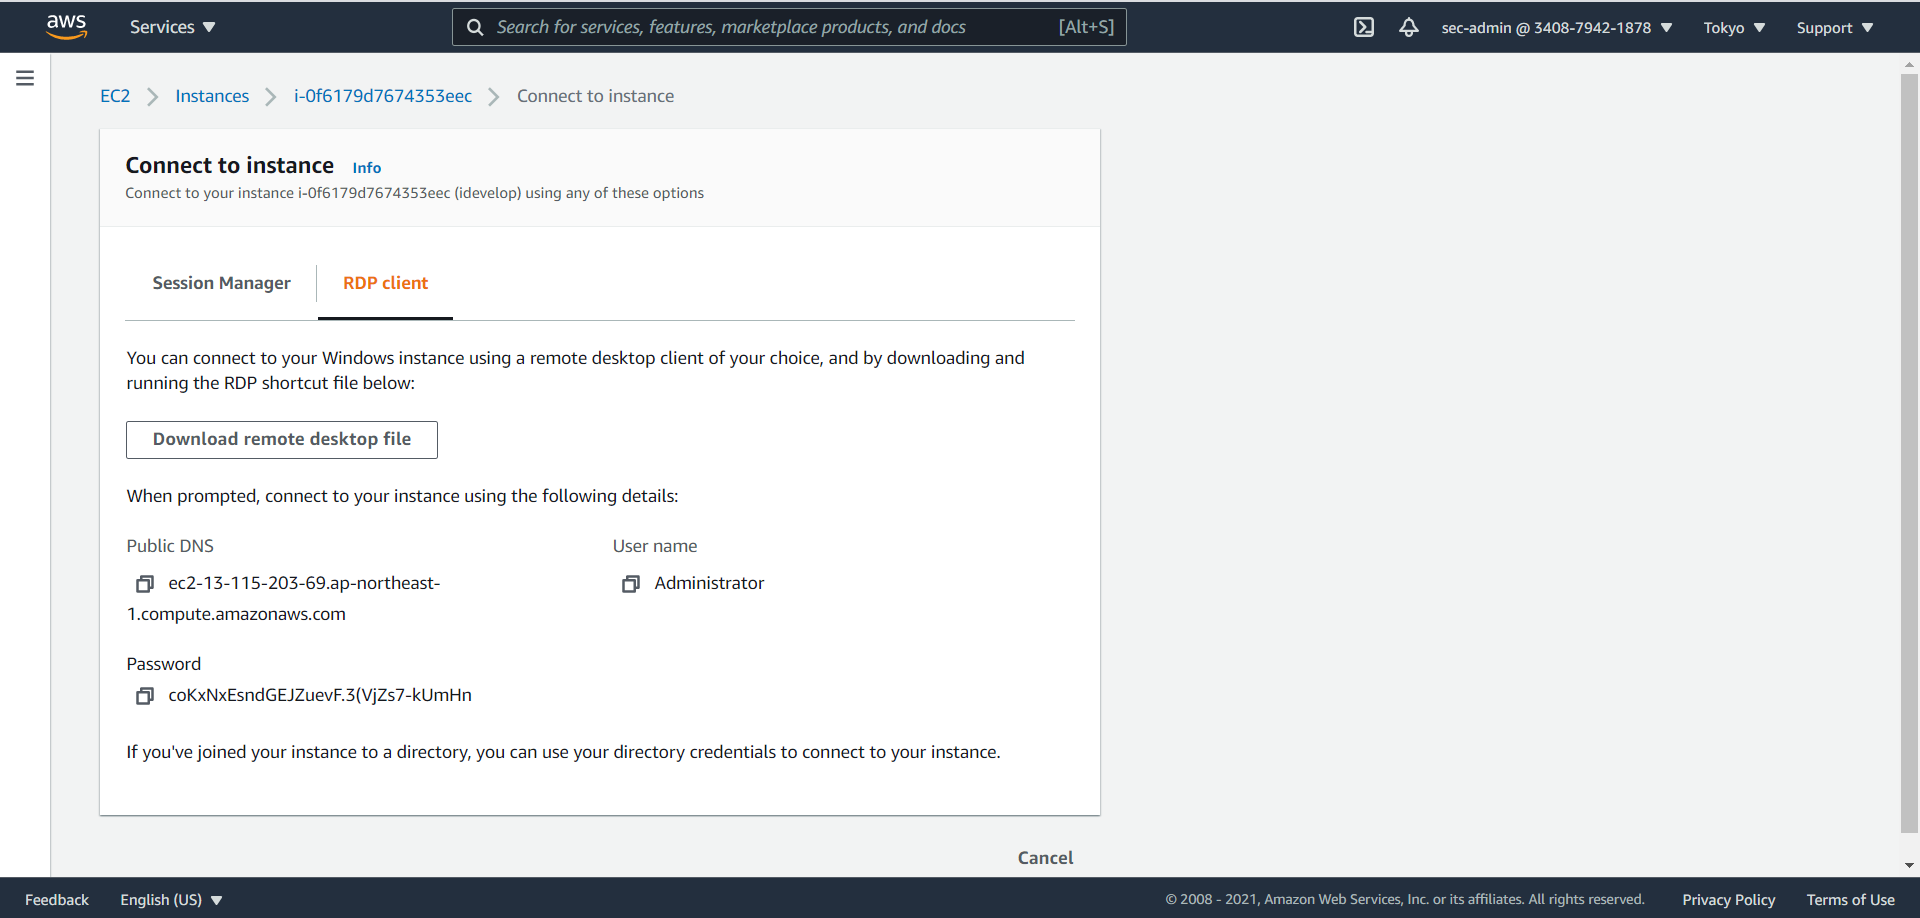 aws
Services
Search for services, features, marketplace products, and docs
[Alt+S]
sec-admin @ 3408-7942-1878
Tokyo
Support
EC2
Instances
i-0f6179d7674353eec
Connect to instance
Connect to instance
Info
Connect to your instance i-0f6179d7674353eec (idevelop) using any of these options
Session Manager
RDP client
You can connect to your Windows instance using a remote desktop client of your choice, and by downloading and
running the RDP shortcut file below:
Download remote desktop file
When prompted, connect to your instance using the following details:
Public DNS
ec2-13-115-203-69.ap-northeast-
1.compute.amazonaws.com
User name
Administrator
Password
coKxNxEsndGEJZuevF.3(VjZs7-kUmHn
If you've joined your instance to a directory, you can use your directory credentials to connect to your instance.
Cancel
Feedback
English (US)
© 2008 - 2021, Amazon Web Services, Inc. or its affiliates. All rights reserved.
Privacy Policy
Terms of Use